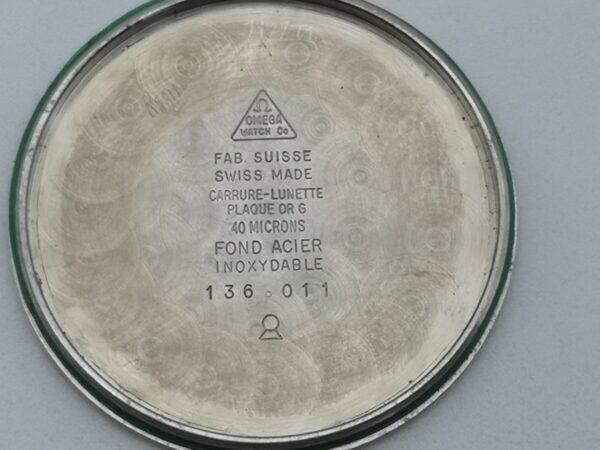 Ω
OMEGA
WATCH Co
FAB. SUISSE
SWISS MADE
CARRURE-LUNETTE
PLAQUE OR G
40 MICRONS
FOND ACIER
INOXYDABLE
136.011